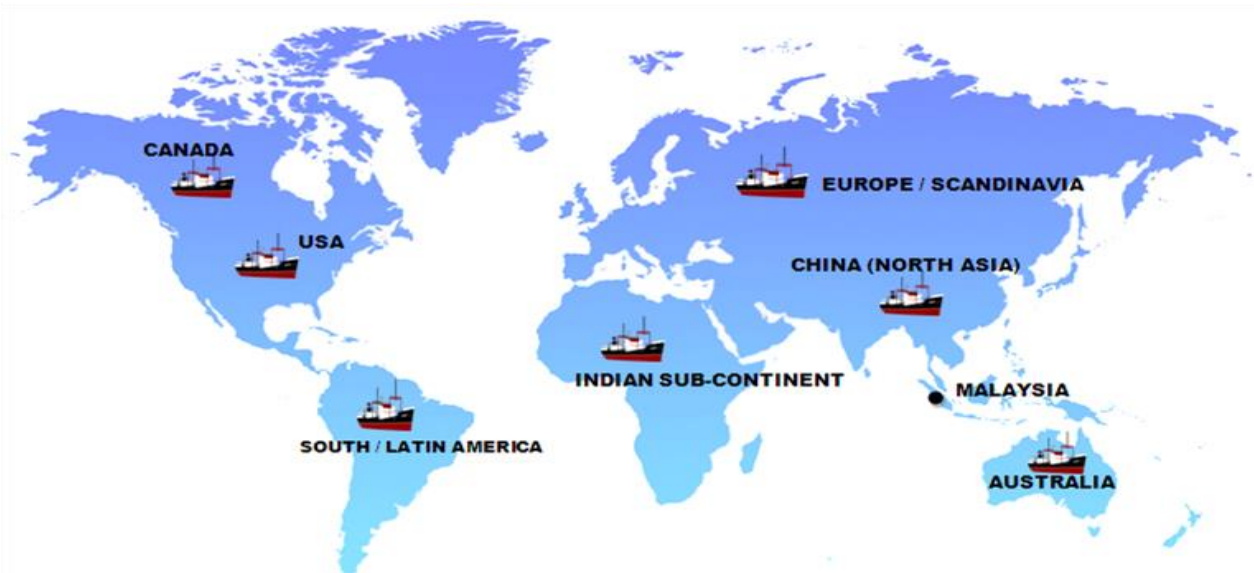 CANADA
EUROPE / SCANDINAVIA
USA
CHINA (NORTH ASIA)
INDIAN SUB-CONTINENT
MALAYSIA
SOUTH / LATIN AMERICA
AUSTRALIA